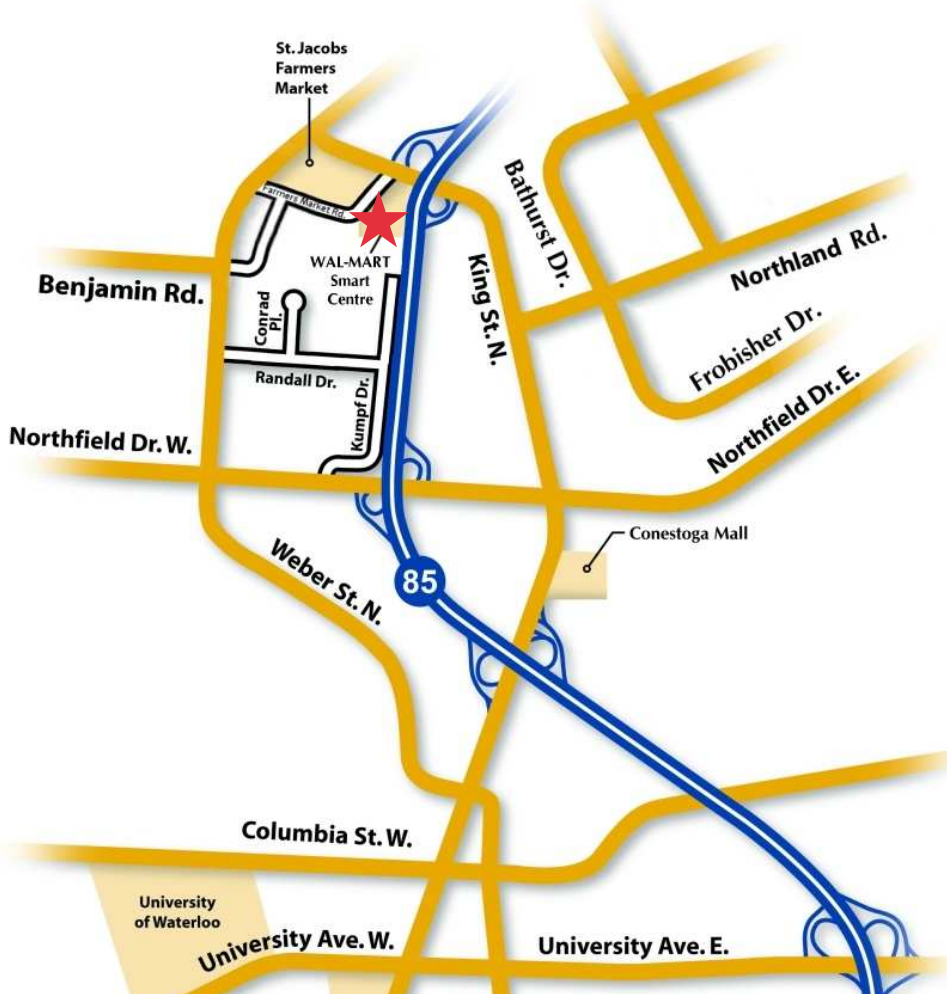 St. Jacobs
Farmers
Market
Farmers Market Rd.
WAL-MART
Smart
Centre
Bathurst Dr.
Northland Rd.
King St. N.
Benjamin Rd.
Conrad
Pl.
Randall Dr.
Kumpf Dr.
Frobisher Dr.
Northfield Dr. W.
Northfield Dr. E.
Conestoga Mall
Weber St. N.
85
Columbia St. W.
University
of Waterloo
University Ave. W.
University Ave. E.